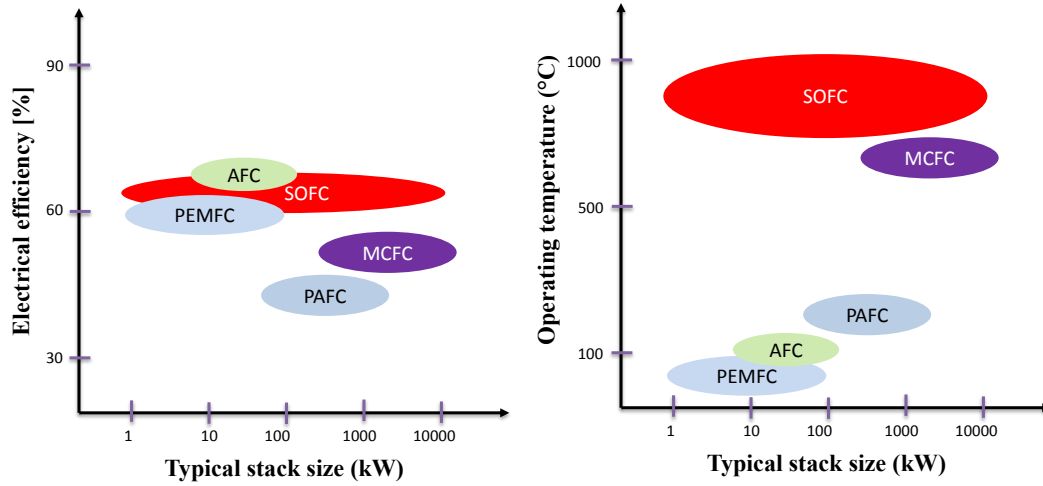 Electrical efficiency [%]
90
60
30
AFC
SOFC
PEMFC
MCFC
PAFC
1
10
100
1000
10000
Typical stack size (kW)
Operating temperature (°C)
1000
500
100
SOFC
MCFC
PAFC
AFC
PEMFC
1
10
100
1000
10000
Typical stack size (kW)